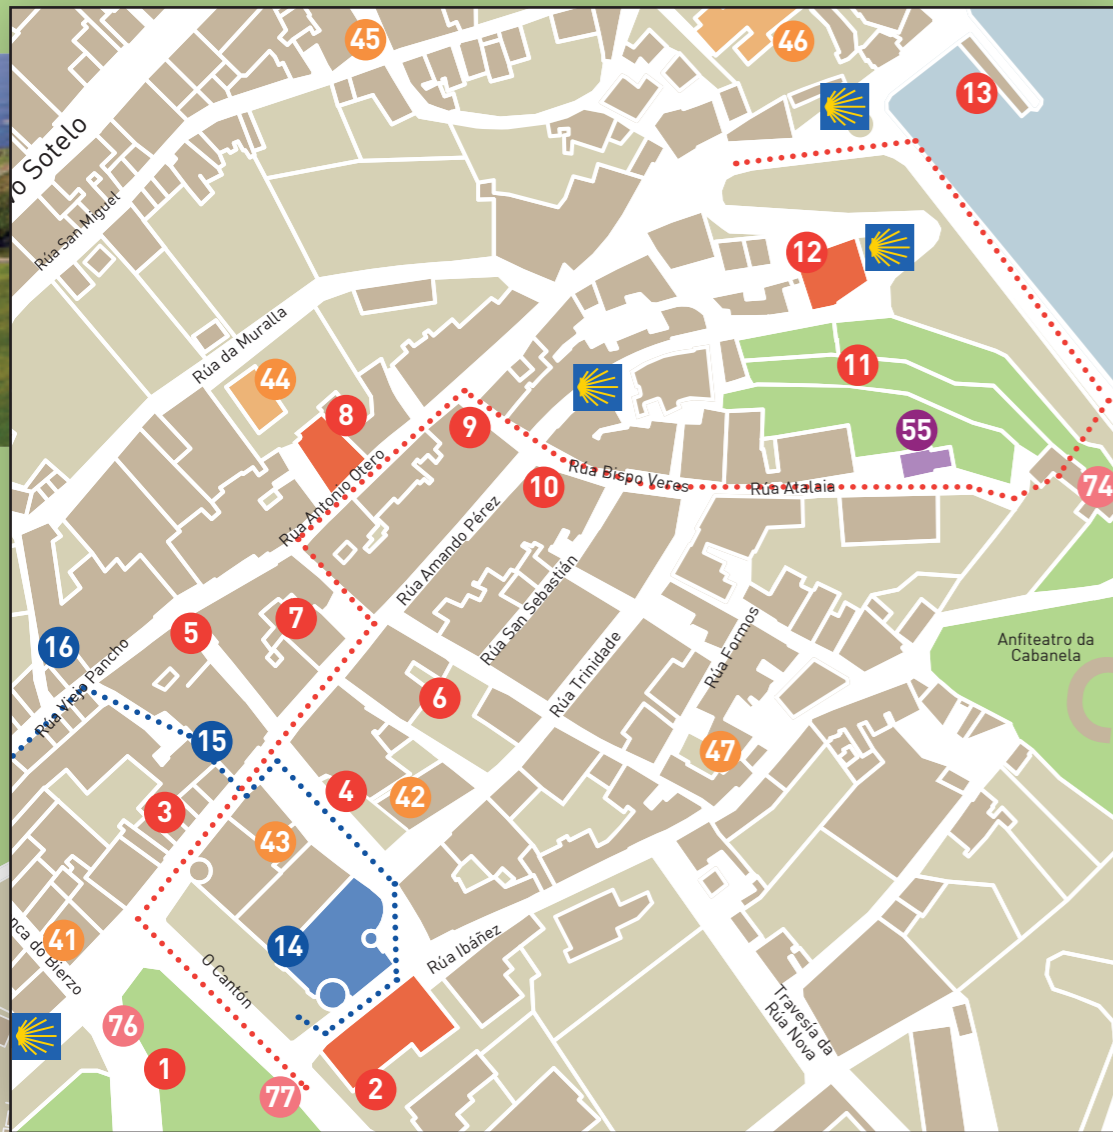 45
46
13
vo Sotelo
Rúa San Miguel
12
Rúa da Muralla
44
11
8
9
55
Rúa Antonio Otero
10
Rúa Bispo Veres
Rúa Atalaia
74
Rúa Amando Pérez
Rúa San Sebastián
7
5
16
Rúa Viejo Pancho
Rúa Trinidade
Rúa Formos
Anfiteatro da
Cabanela
6
15
47
4
42
3
43
41
nca do Bierzo
14
O Cantón
Rúa Ibáñez
Travesía da
Rúa Nova
76
1
77
2